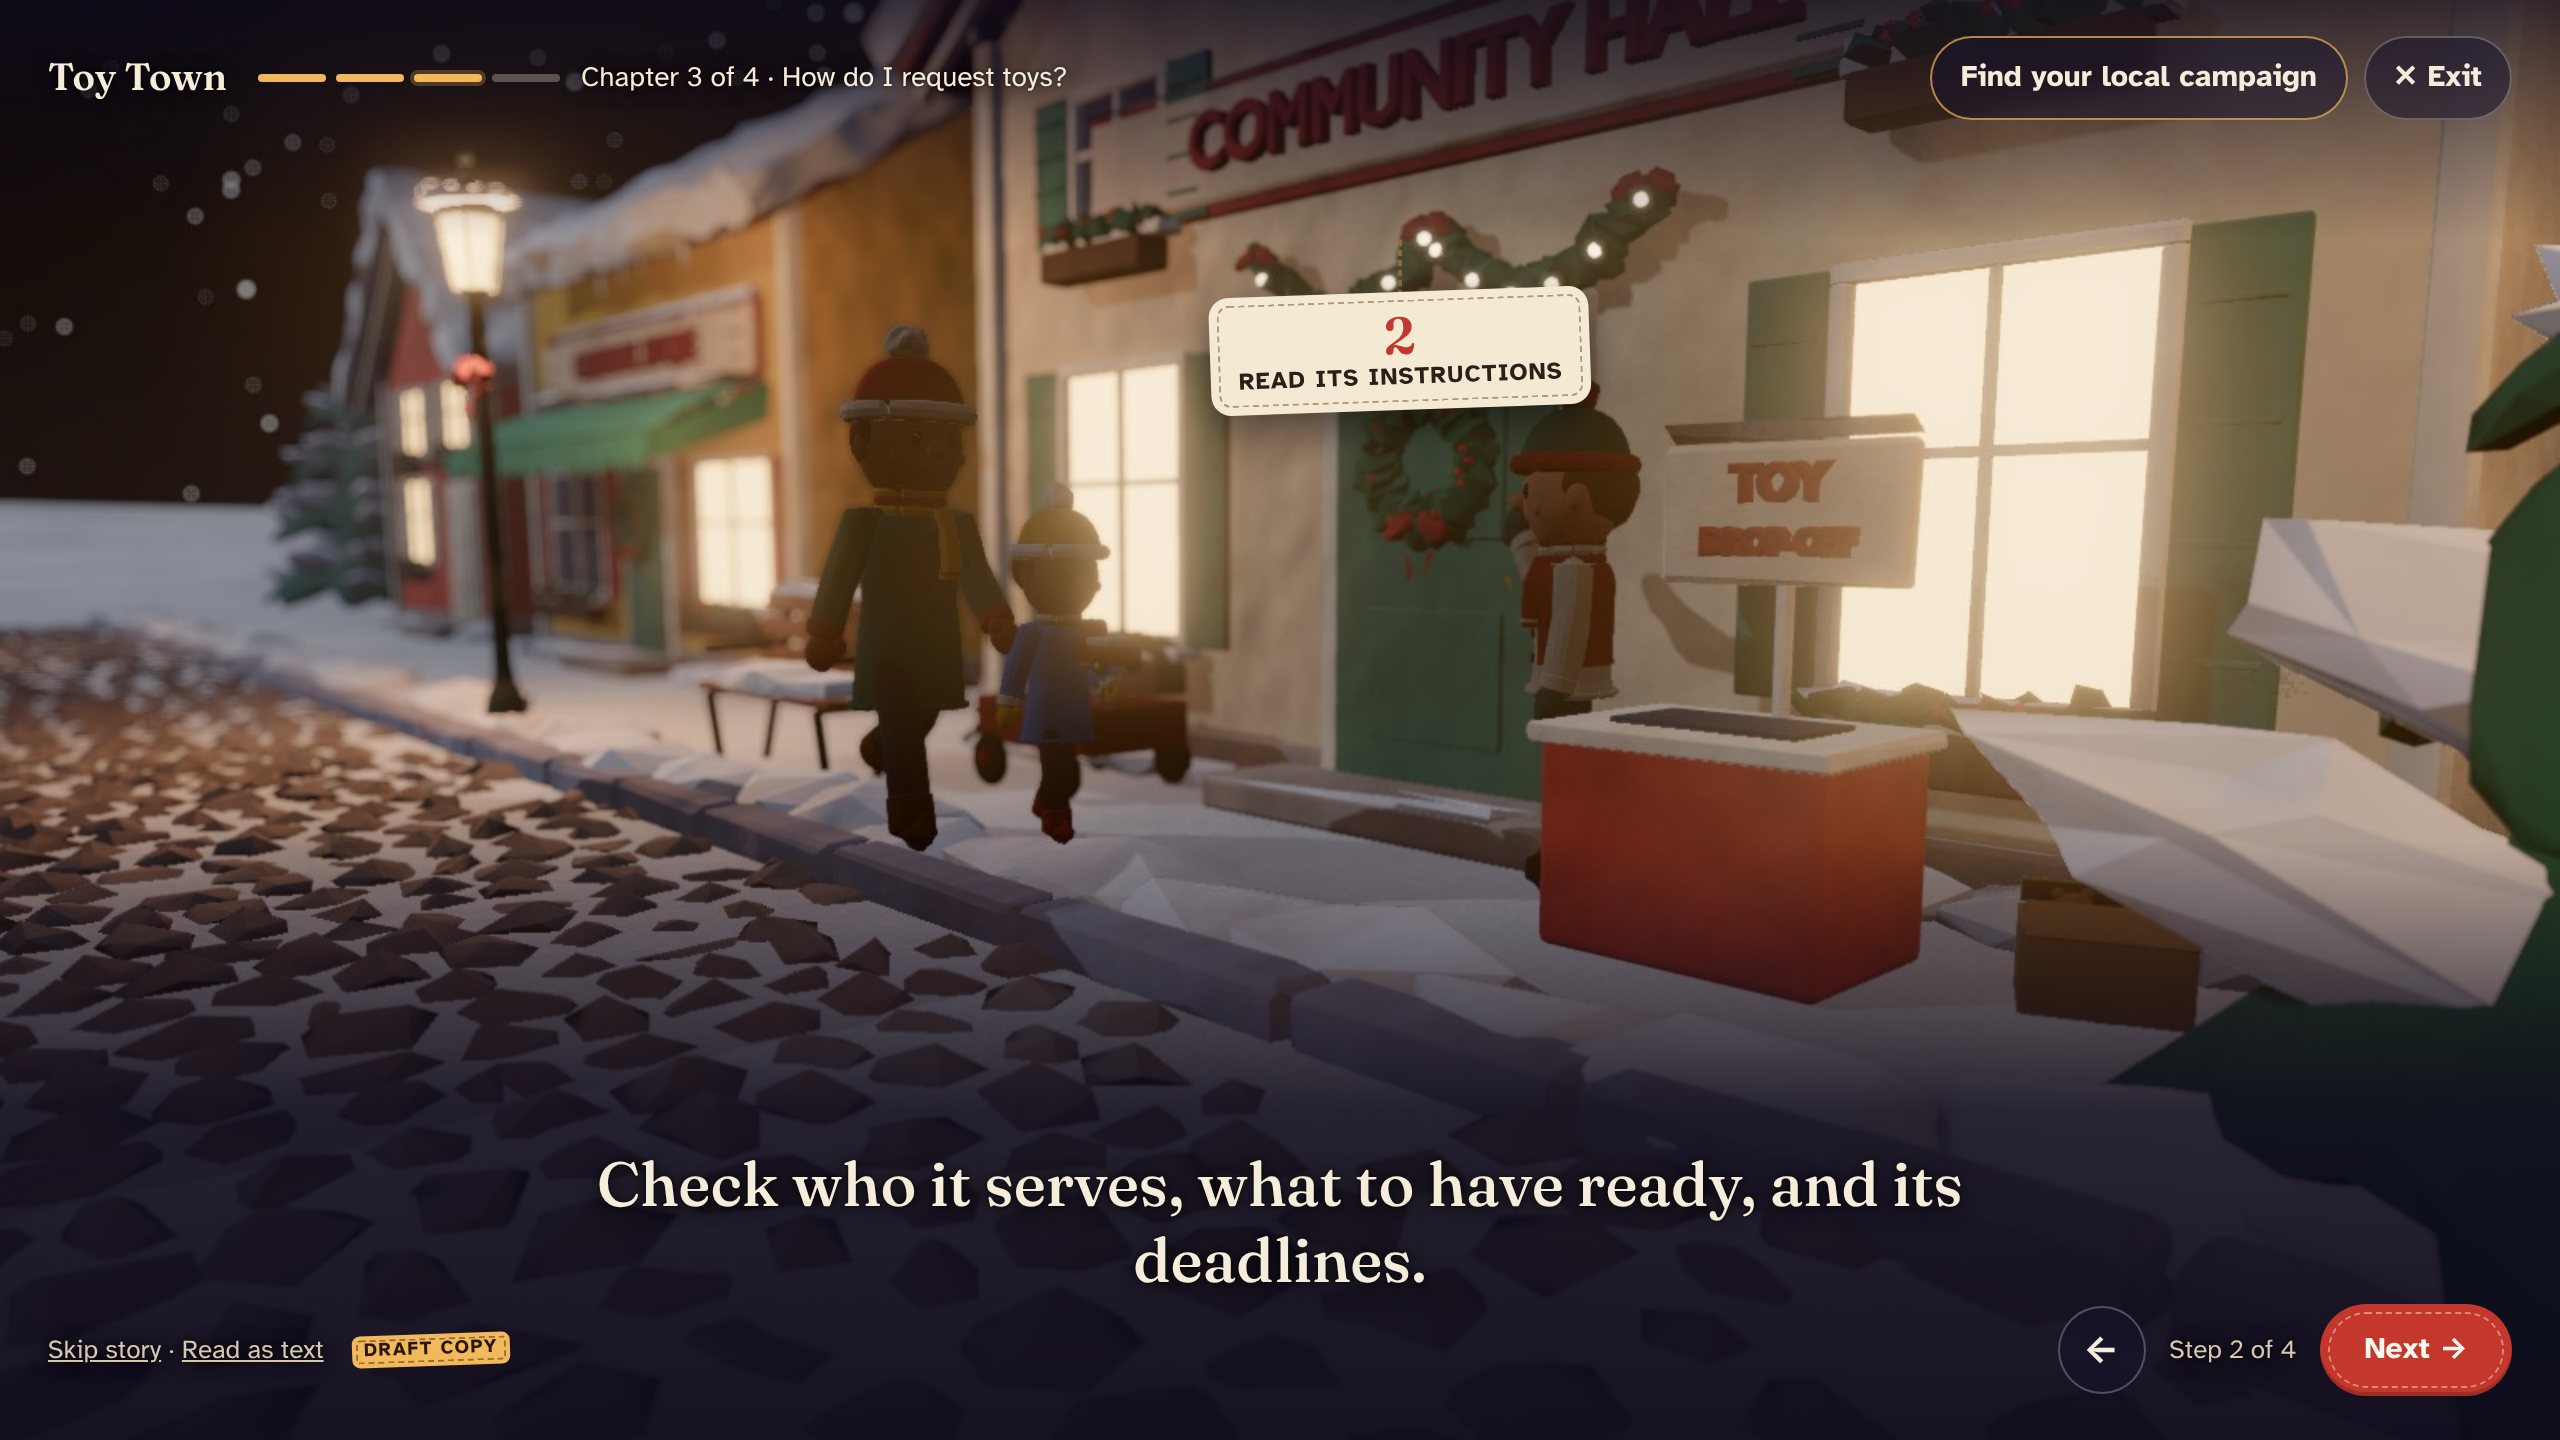 Toy Town
Chapter 3 of 4 · How do I request toys?
Find your local campaign
✕ Exit
COMMUNITY HALL
2
READ ITS INSTRUCTIONS
TOY
DROP-OFF
Check who it serves, what to have ready, and its
deadlines.
Skip story · Read as text
DRAFT COPY
←
Step 2 of 4
Next →